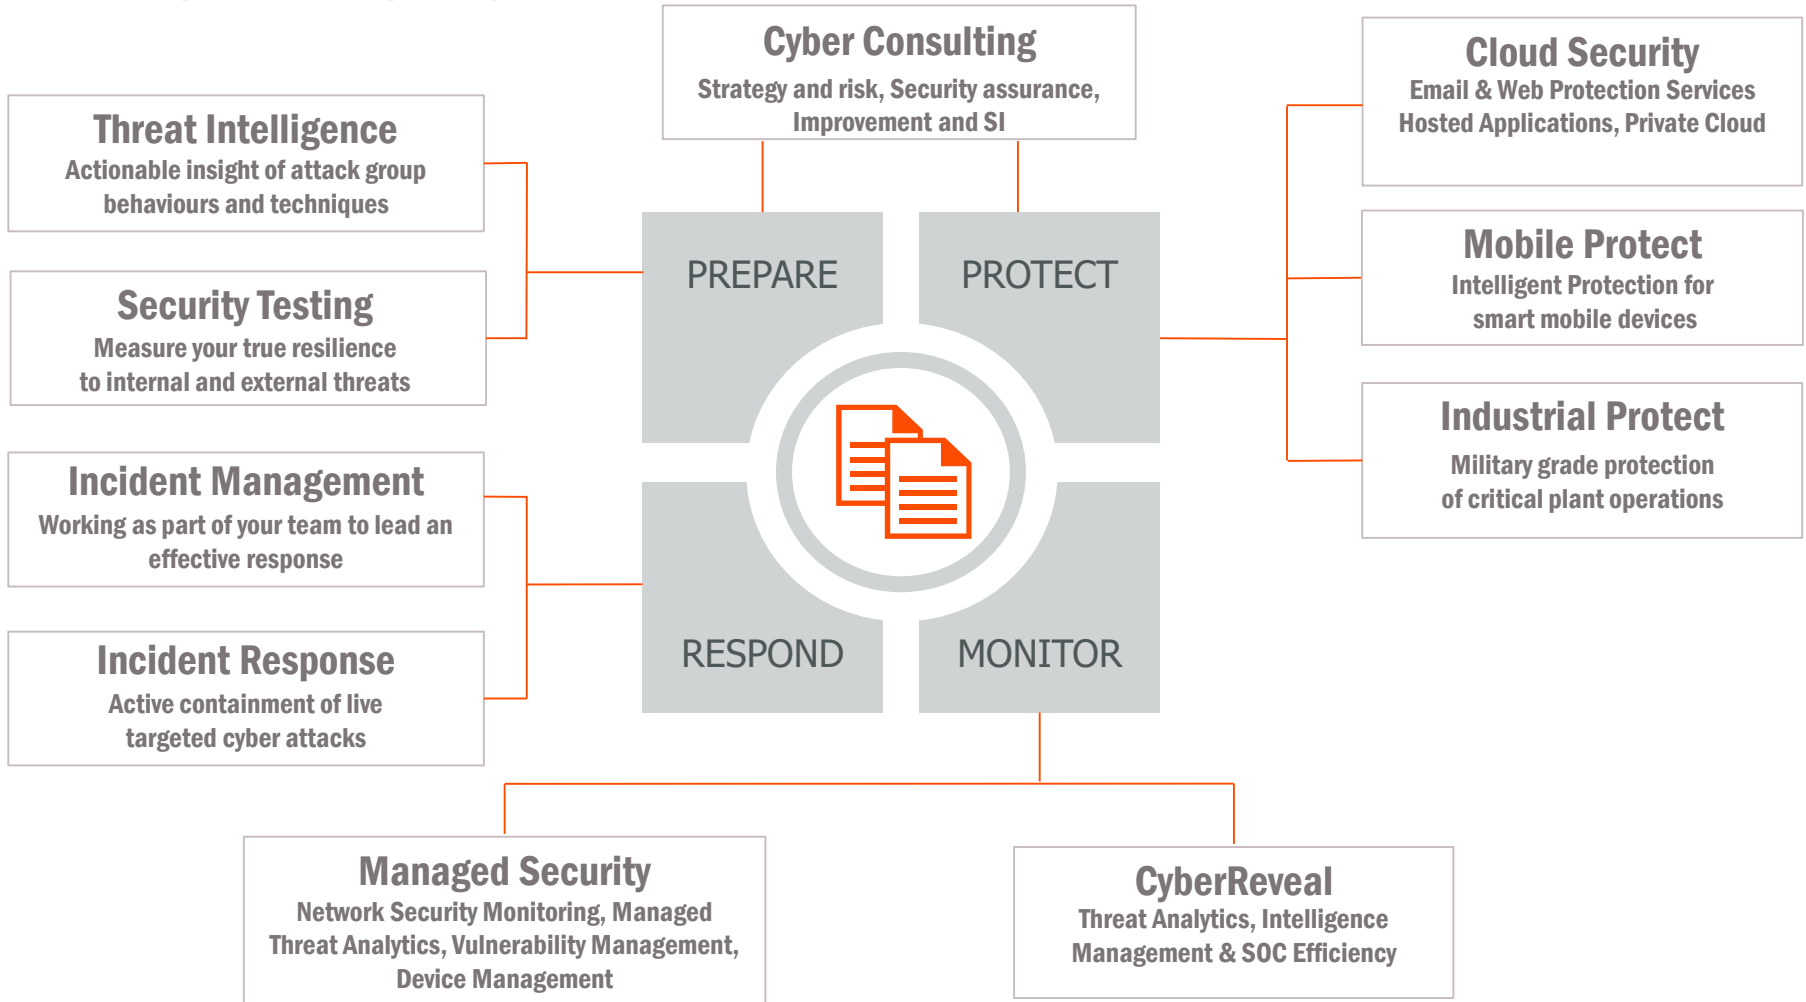 Cyber Consulting
Strategy and risk, Security assurance,
Improvement and SI
Cloud Security
Email & Web Protection Services
Hosted Applications, Private Cloud
Threat Intelligence
Actionable insight of attack group
behaviours and techniques
Security Testing
Measure your true resilience
to internal and external threats
PREPARE
PROTECT
Mobile Protect
Intelligent Protection for
smart mobile devices
Industrial Protect
Military grade protection
of critical plant operations
Incident Management
Working as part of your team to lead an
effective response
Incident Response
Active containment of live
targeted cyber attacks
RESPOND
MONITOR
Managed Security
Network Security Monitoring, Managed
Threat Analytics, Vulnerability Management,
Device Management
CyberReveal
Threat Analytics, Intelligence
Management & SOC Efficiency